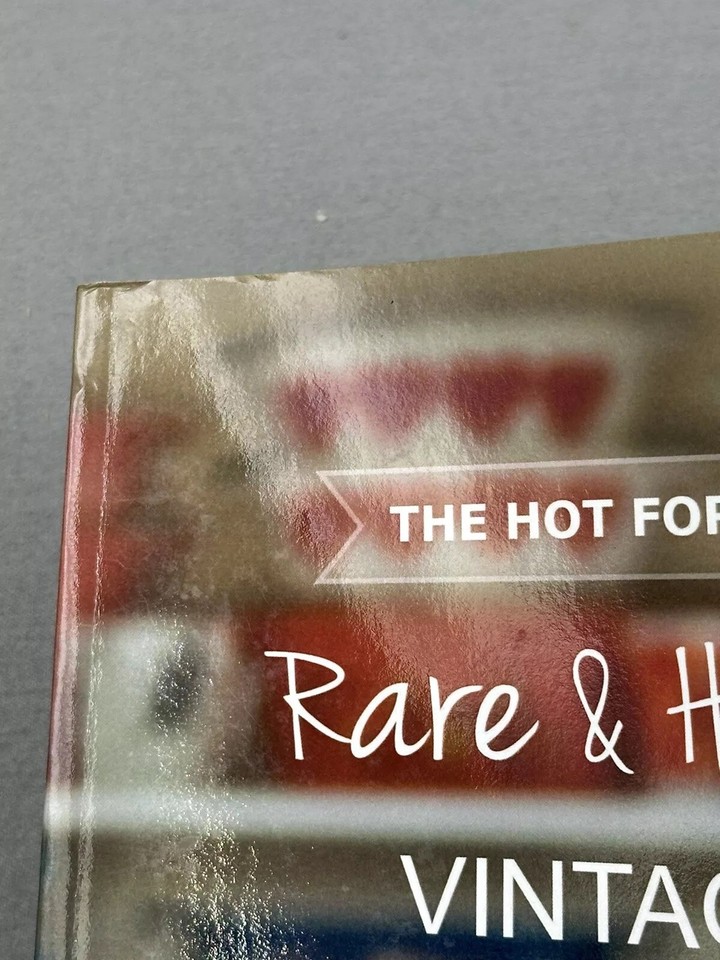 THE HOT FOR
Rare & H
VINTAG